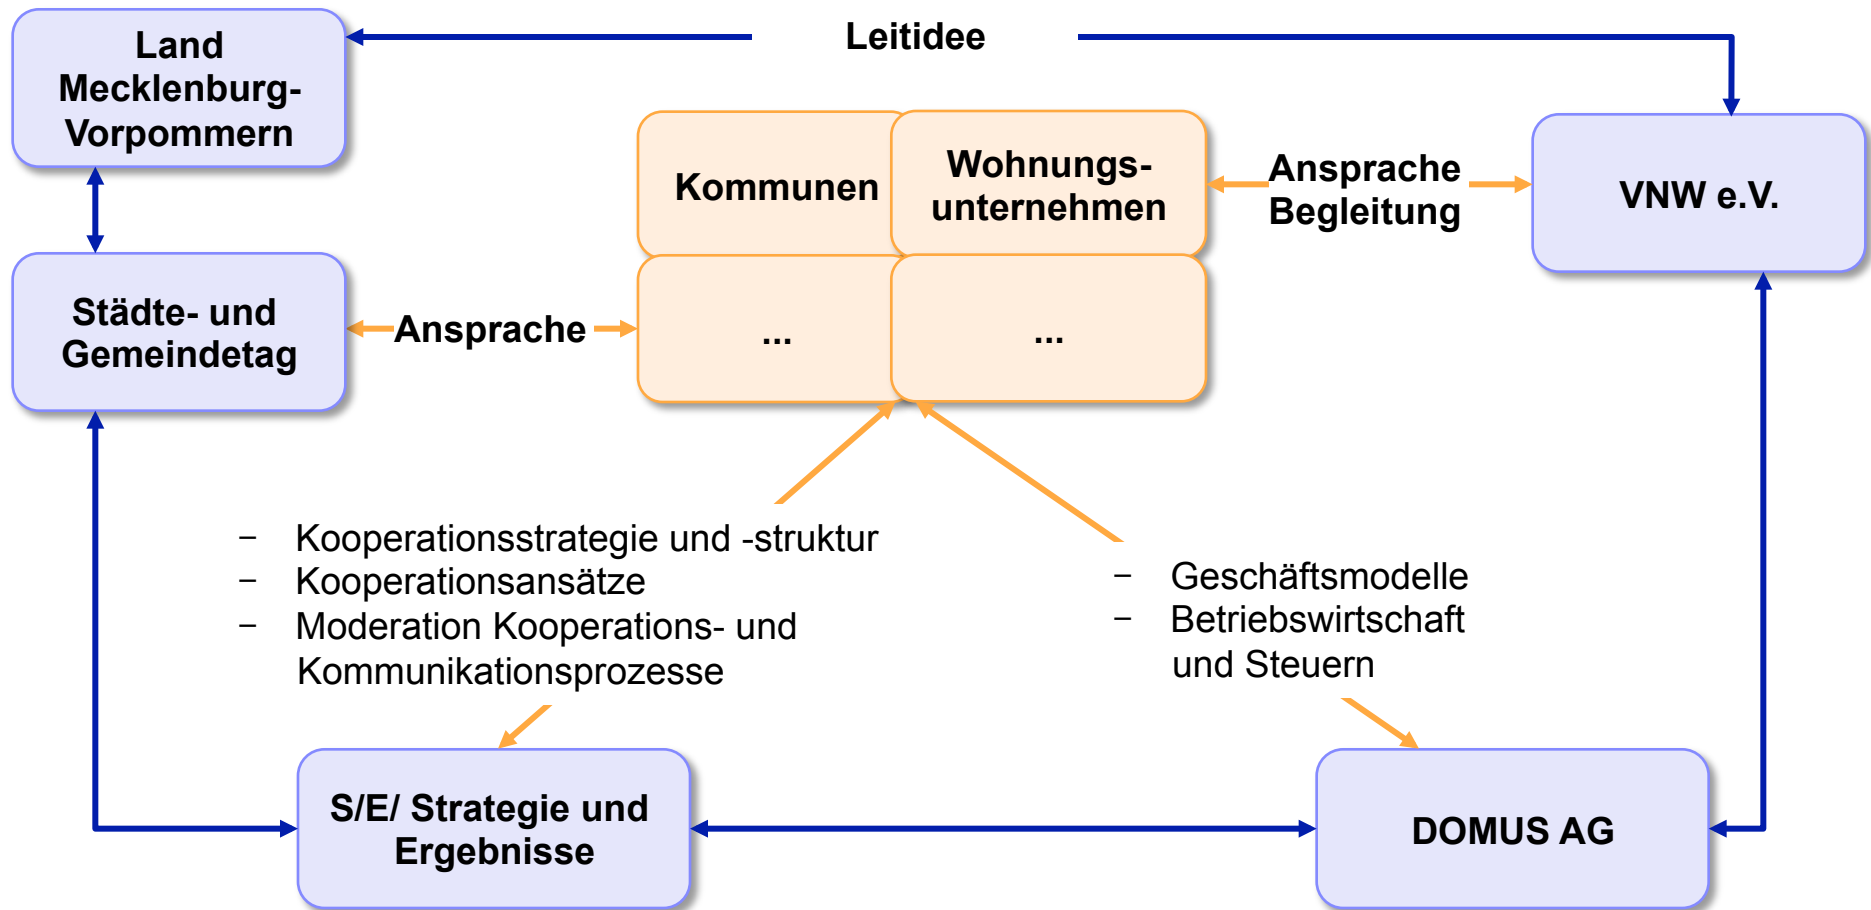 Land
Mecklenburg-
Vorpommern
Leitidee
Kommunen
Wohnungs-
unternehmen
Ansprache
Begleitung
VNW e.V.
Städte- und
Gemeindetag
Ansprache
...
...
– Kooperationsstrategie und -struktur
– Kooperationsansätze
– Moderation Kooperations- und
Kommunikationsprozesse
– Geschäftsmodelle
– Betriebswirtschaft
und Steuern
S/E/ Strategie und
Ergebnisse
DOMUS AG